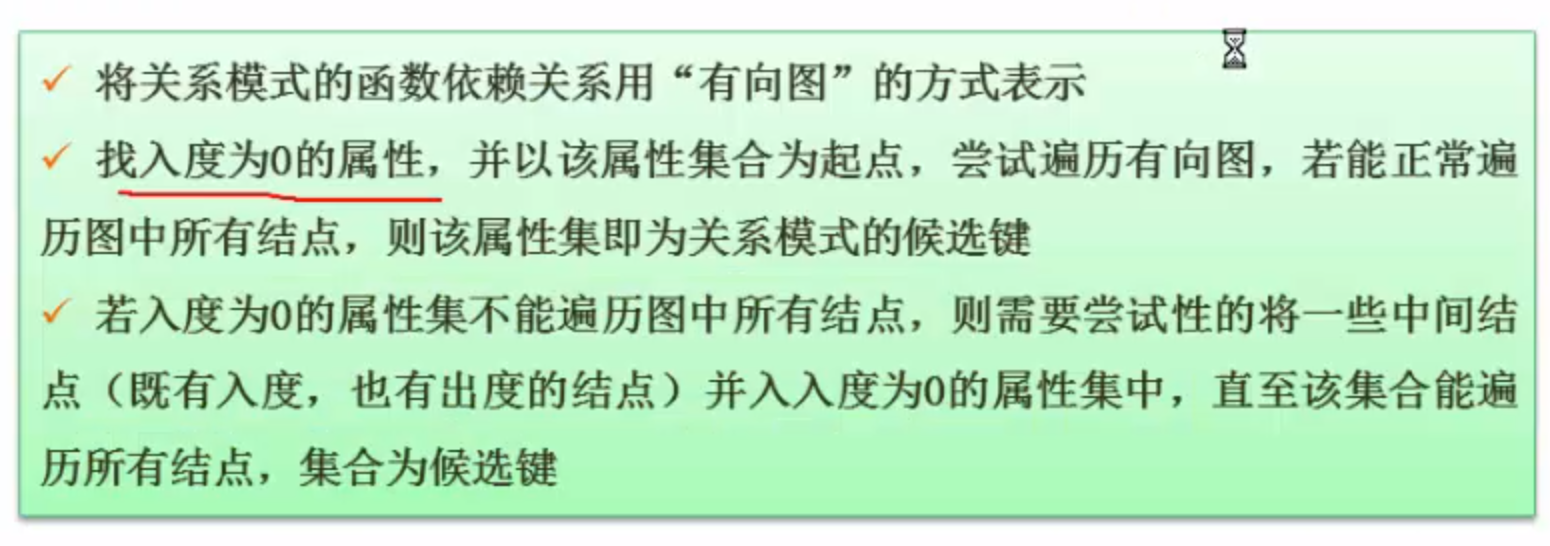 ✓ 将关系模式的函数依赖关系用“有向图”的方式表示
✓ 找入度为0的属性，并以该属性集合为起点，尝试遍历有向图，若能正常遍
历图中所有结点，则该属性集即为关系模式的候选键
✓ 若入度为0的属性集不能遍历图中所有结点，则需要尝试性的将一些中间结
点（既有入度，也有出度的结点）并入入度为0的属性集中，直至该集合能遍
历所有结点，集合为候选键